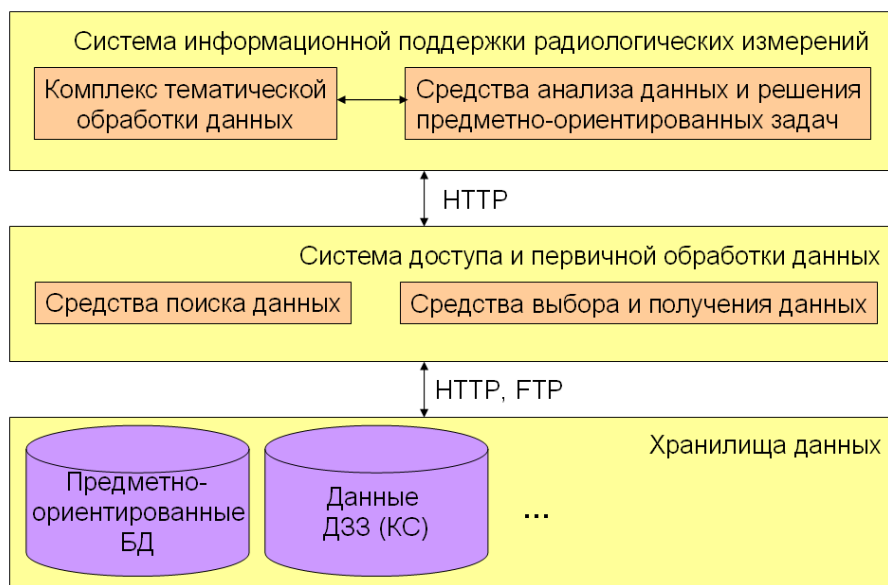 Система информационной поддержки радиологических измерений
Комплекс тематической
обработки данных
Средства анализа данных и решения
предметно-ориентированных задач
HTTP
Система доступа и первичной обработки данных
Средства поиска данных
Средства выбора и получения данных
HTTP, FTP
Хранилища данных
Предметно-
ориентированные
БД
Данные
ДЗЗ (КС)
...